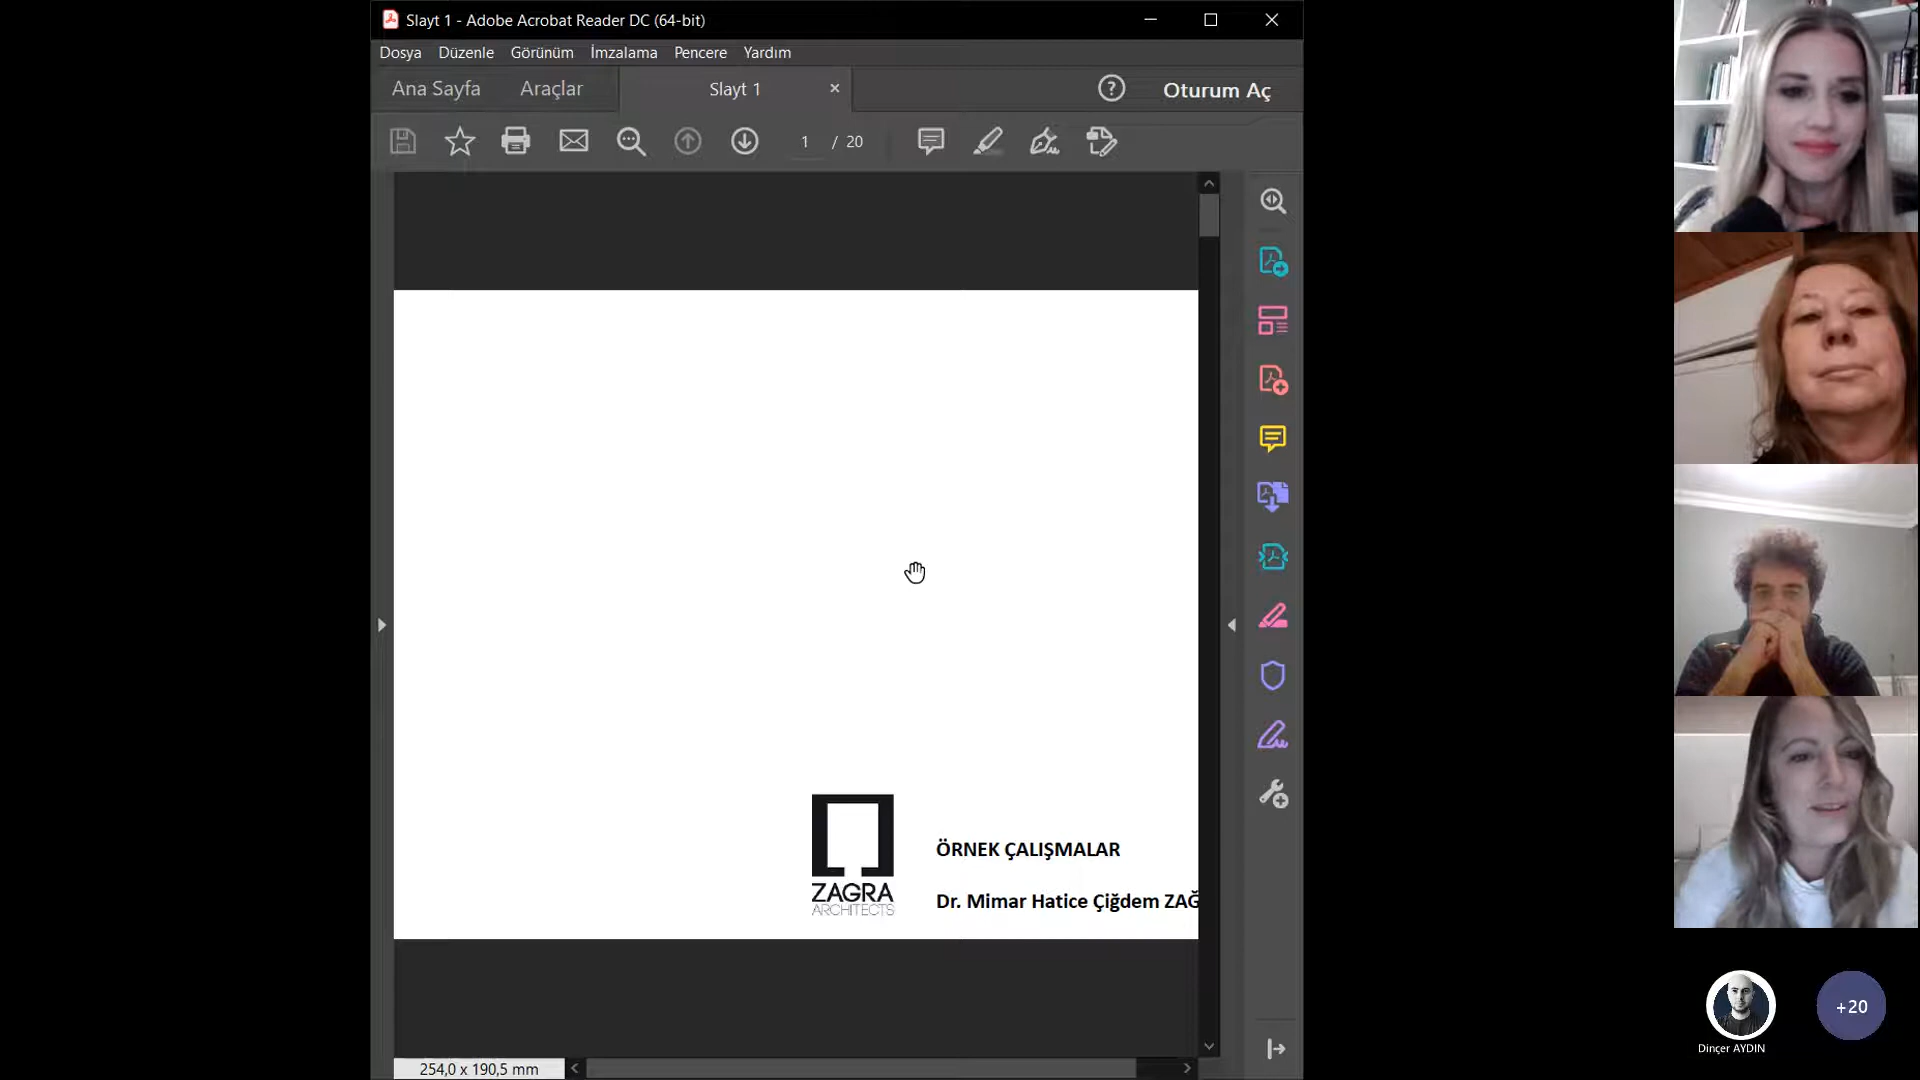 Slayt 1 - Adobe Acrobat Reader DC (64-bit)
Dosya Düzenle Görünüm İmzalama Pencere Yardım
Ana Sayfa Araçlar Slayt 1 Oturum Aç
1 / 20
ZAGRA
ARCHITECTS
ÖRNEK ÇALIŞMALAR
Dr. Mimar Hatice Çiğdem ZAĞ
254,0 x 190,5 mm
+20
Dinçer AYDIN